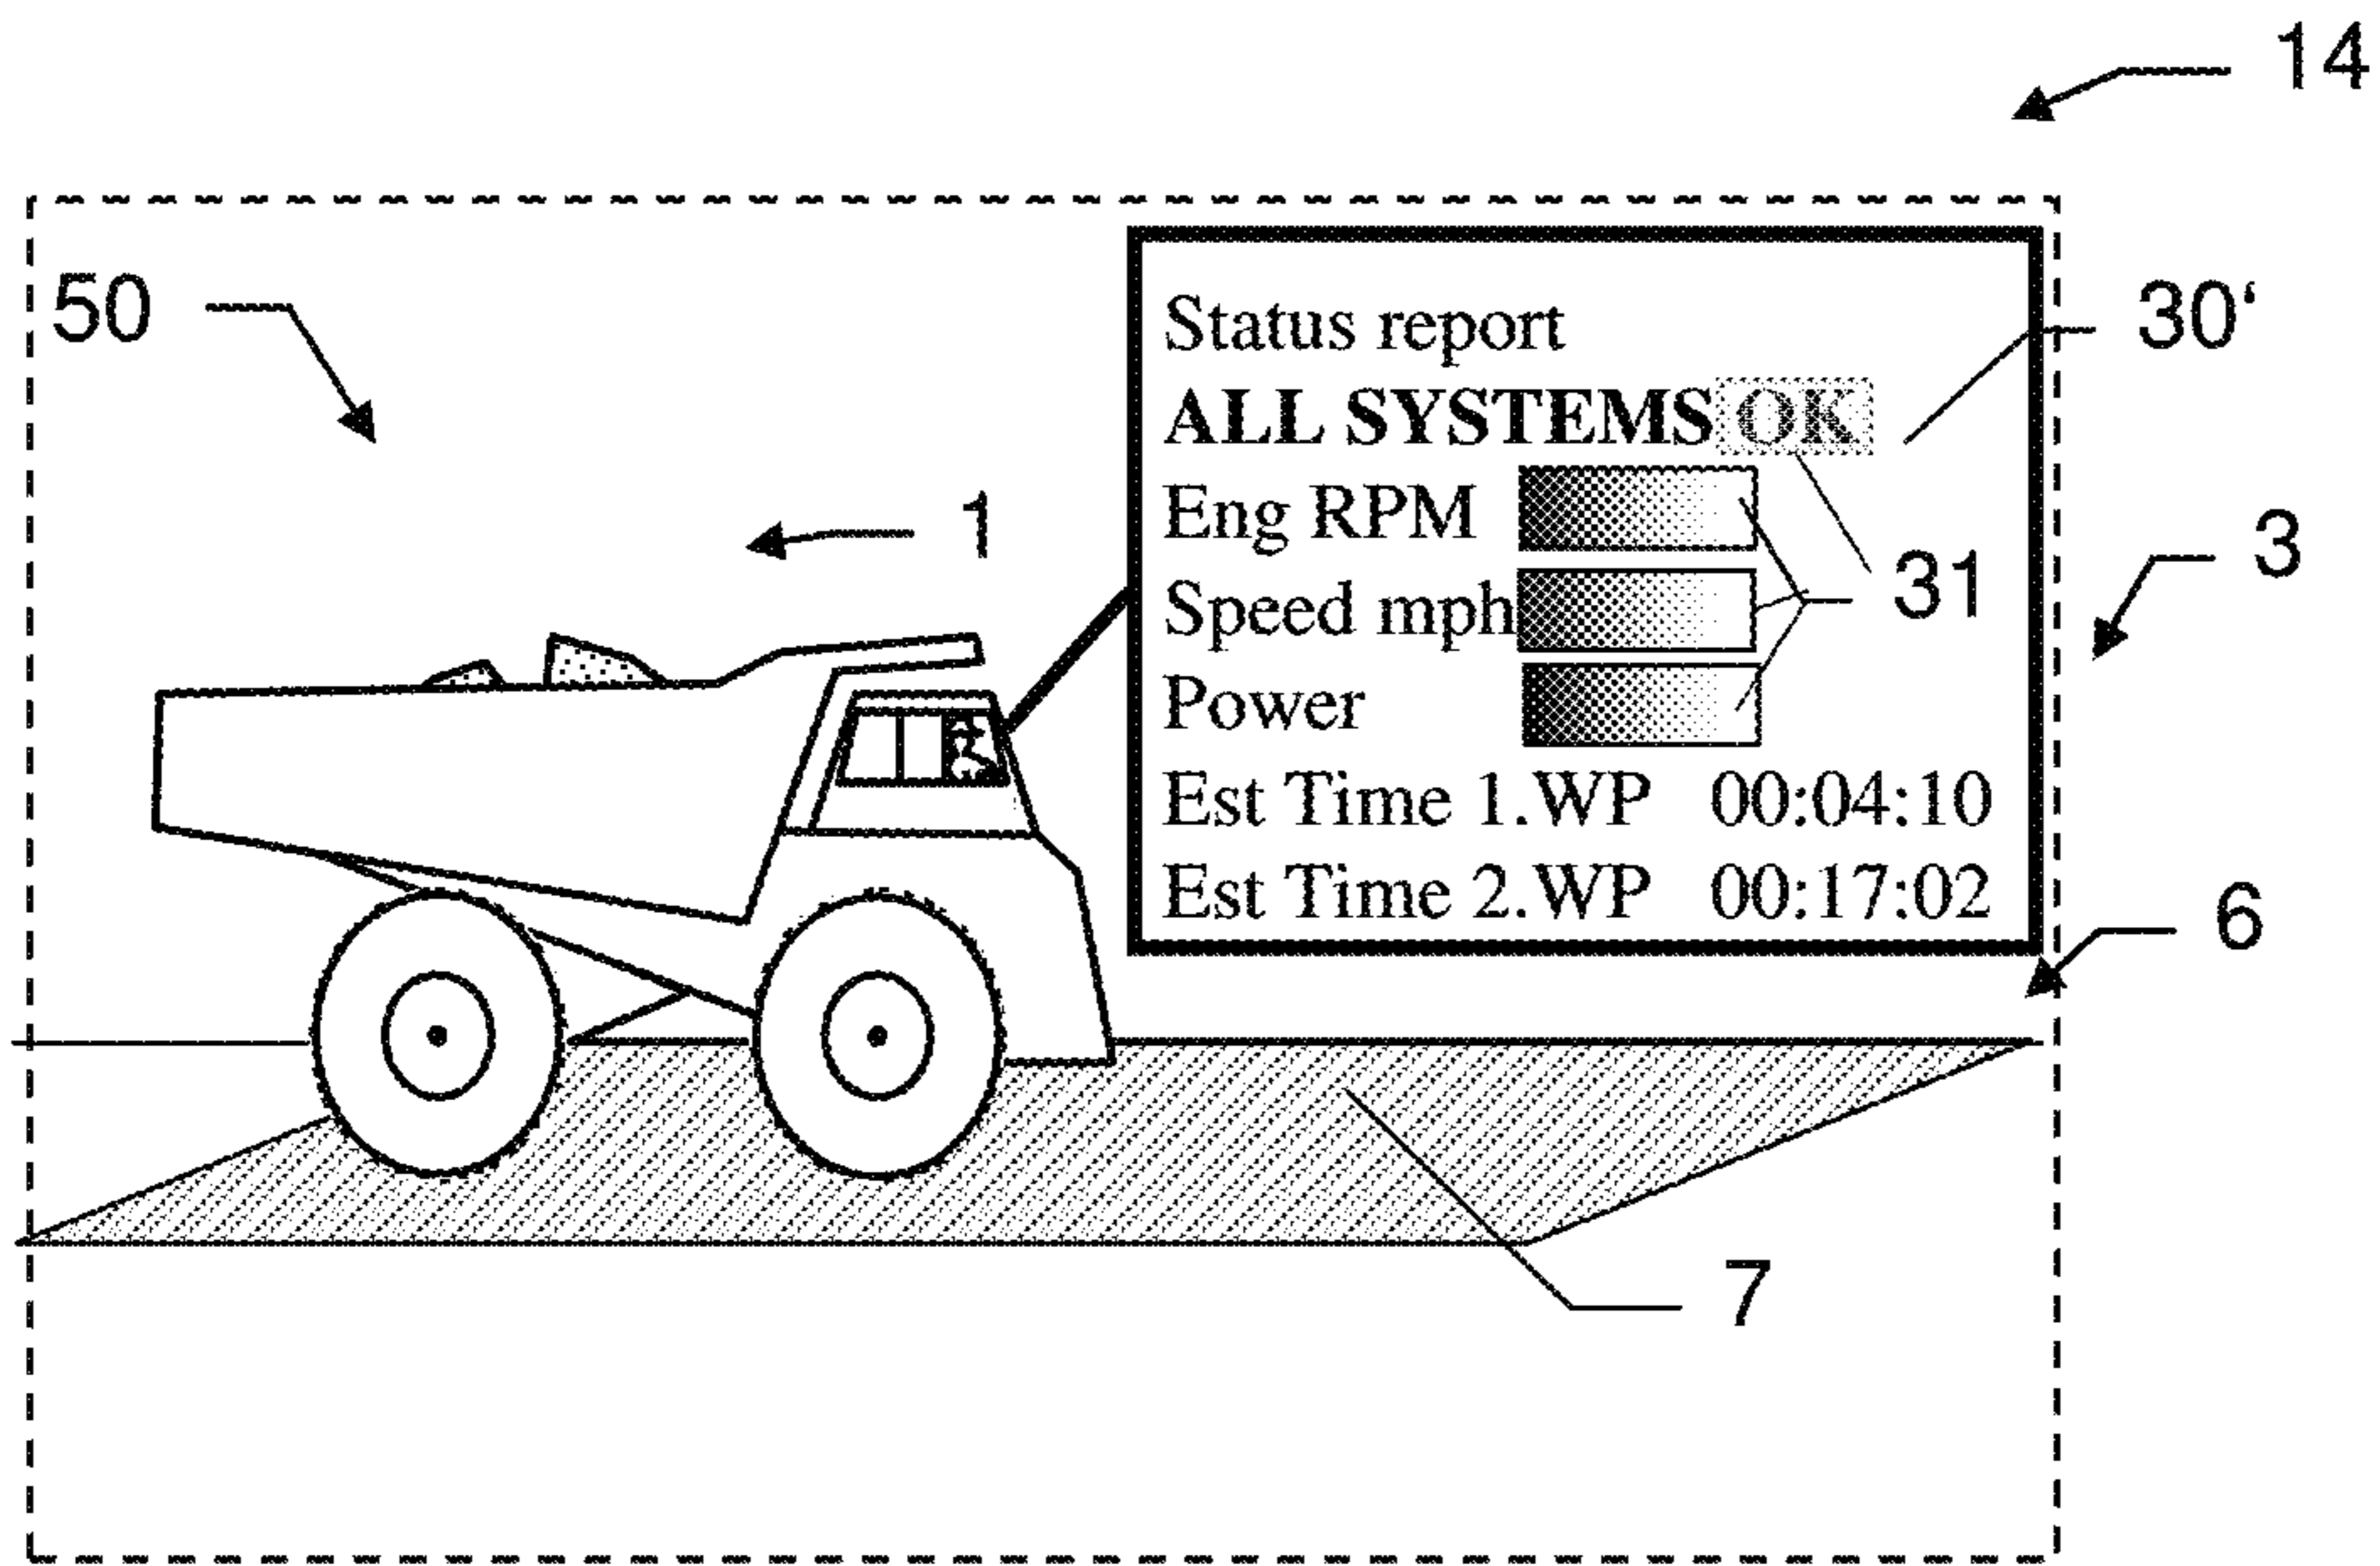 14
50
30‘
Status report
ALL SYSTEMS OK
1
Eng RPM
3
31
Speed mph
Power
Est Time 1.WP 00:04:10
Est Time 2.WP 00:17:02
6
7